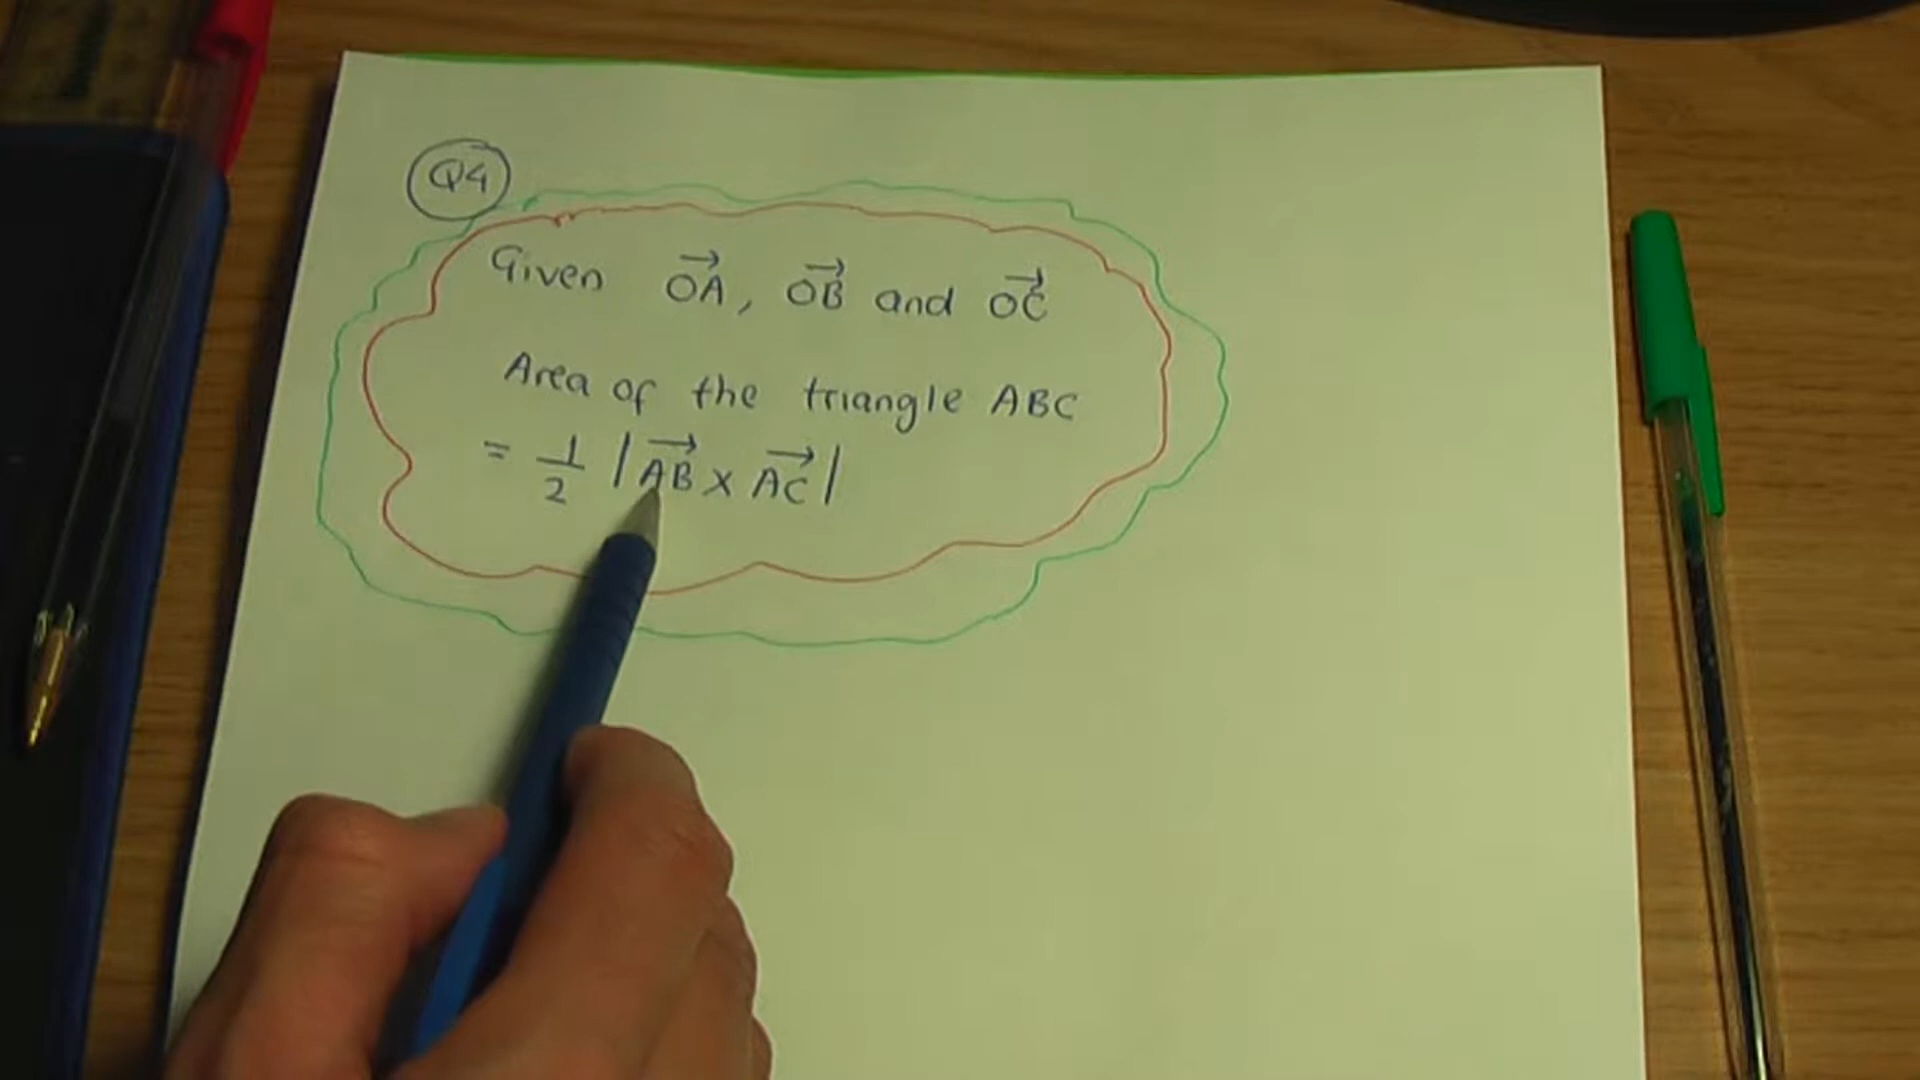 Q4
Given →OA, →OB and →OC
Area of the triangle ABC
= 1/2 |→AB × →AC|